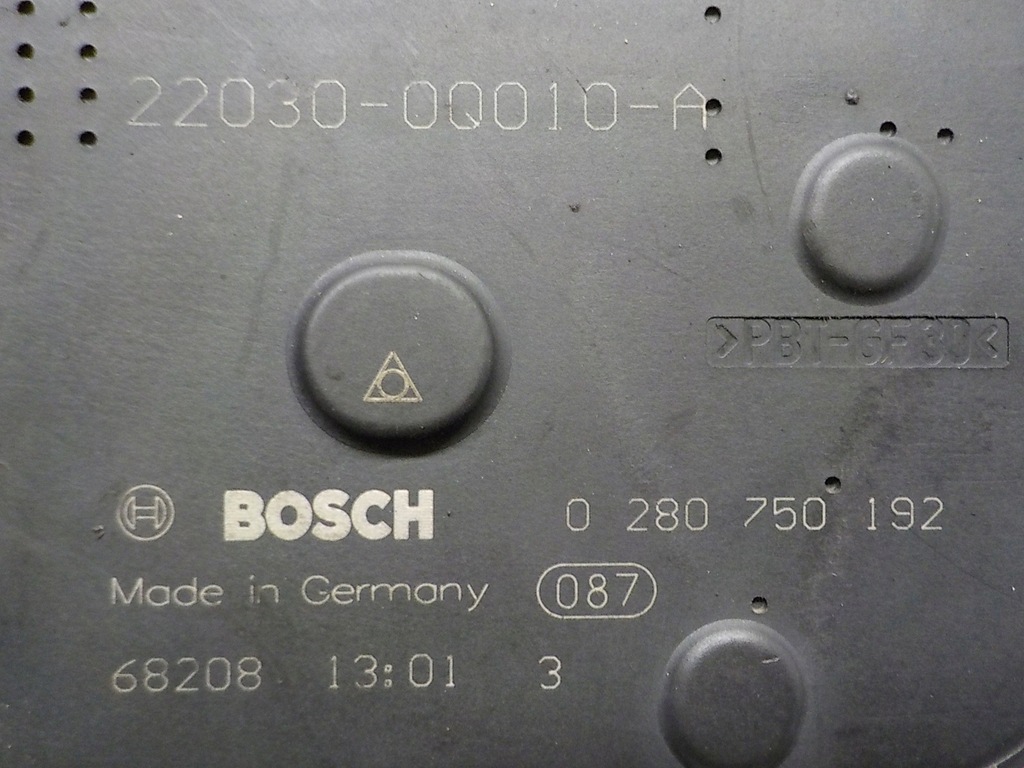 22030-0Q010-A
>PBT-GF30<
BOSCH 0 280 750 192
Made in Germany 087
68208 13:01 3